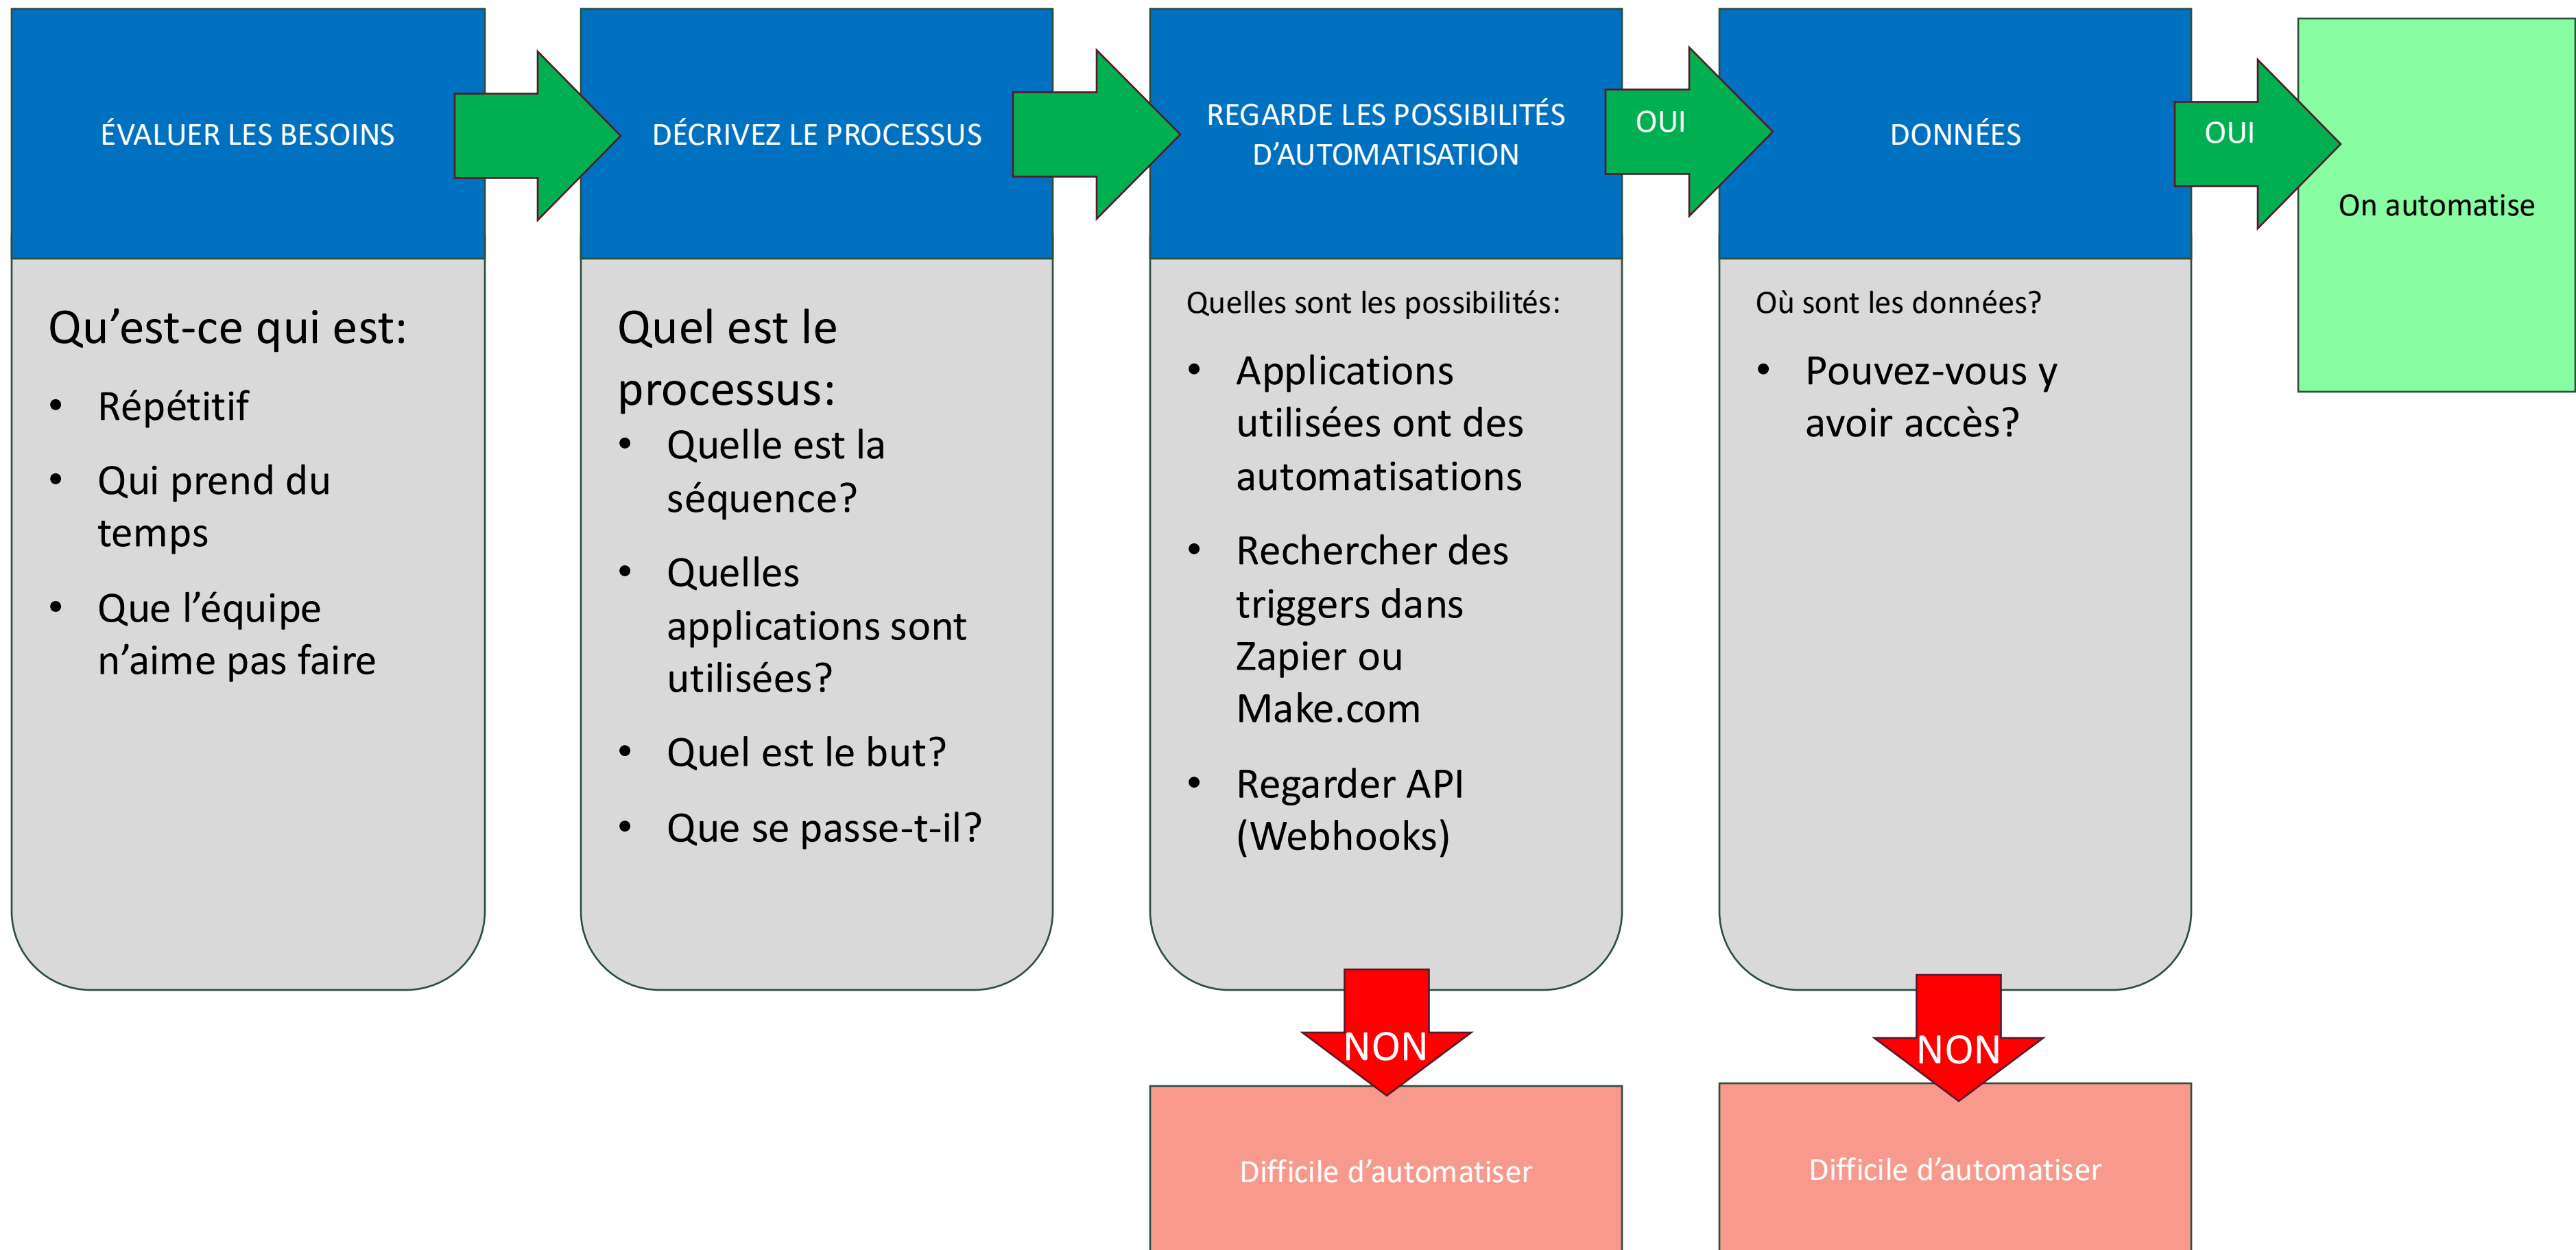 ÉVALUER LES BESOINS
Qu’est-ce qui est:
• Répétitif
• Qui prend du
temps
• Que l’équipe
n’aime pas faire
DÉCRIVEZ LE PROCESSUS
Quel est le
processus:
• Quelle est la
séquence?
• Quelles
applications sont
utilisées?
• Quel est le but?
• Que se passe-t-il?
REGARDE LES POSSIBILITÉS
D’AUTOMATISATION
Quelles sont les possibilités:
• Applications
utilisées ont des
automatisations
• Rechercher des
triggers dans
Zapier ou
Make.com
• Regarder API
(Webhooks)
NON
Difficile d’automatiser
OUI
DONNÉES
Où sont les données?
• Pouvez-vous y
avoir accès?
NON
Difficile d’automatiser
OUI
On automatise